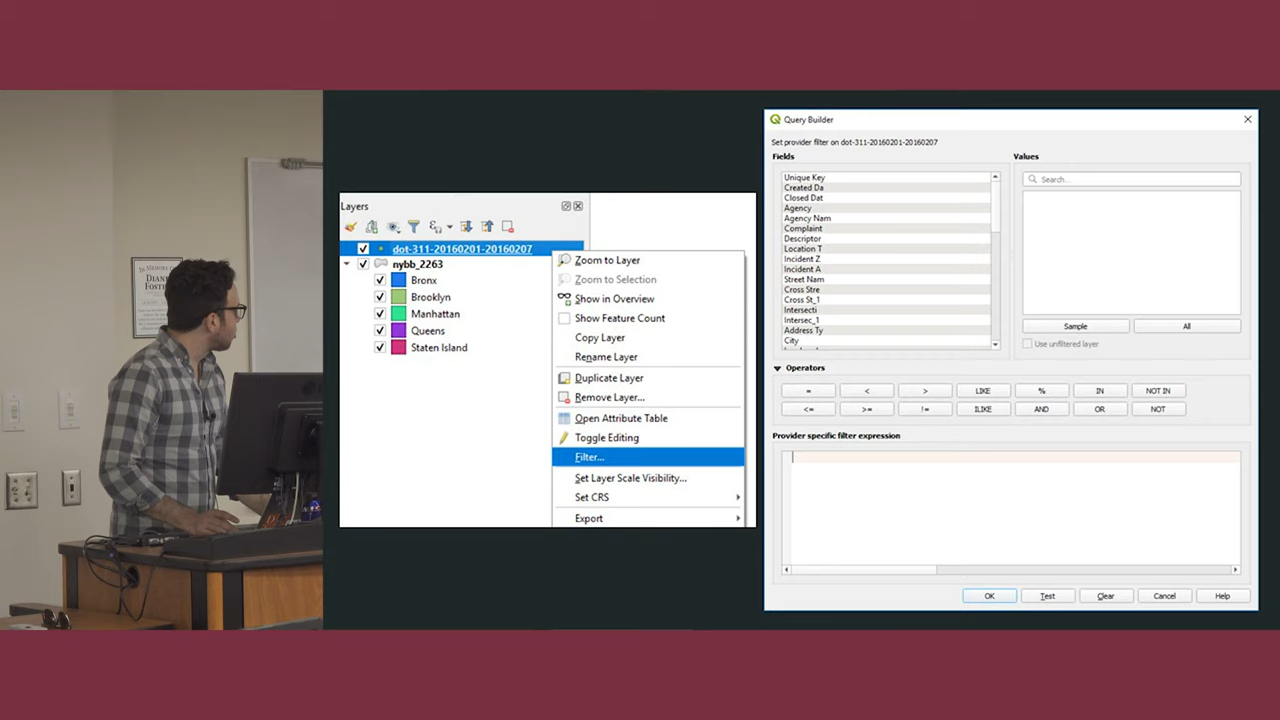 IN MEMORY OF
DIANE
FOSTE
Layers
dot-311-20160201-20160207
nybb_2263
Bronx
Brooklyn
Manhattan
Queens
Staten Island
Zoom to Layer
Zoom to Selection
Show in Overview
Show Feature Count
Copy Layer
Rename Layer
Duplicate Layer
Remove Layer...
Open Attribute Table
Toggle Editing
Filter...
Set Layer Scale Visibility...
Set CRS
Export
Query Builder
Set provider filter on dot-311-20160201-20160207
Fields
Unique Key
Created Da
Closed Dat
Agency
Agency Nam
Complaint
Descriptor
Location T
Incident Z
Incident A
Street Nam
Cross Stre
Cross St_1
Intersecti
Intersec_1
Address Ty
City
Values
Search...
Sample All
Use unfiltered layer
Operators
= < > LIKE % IN NOT IN
<= >= != ILIKE AND OR NOT
Provider specific filter expression
OK Test Clear Cancel Help